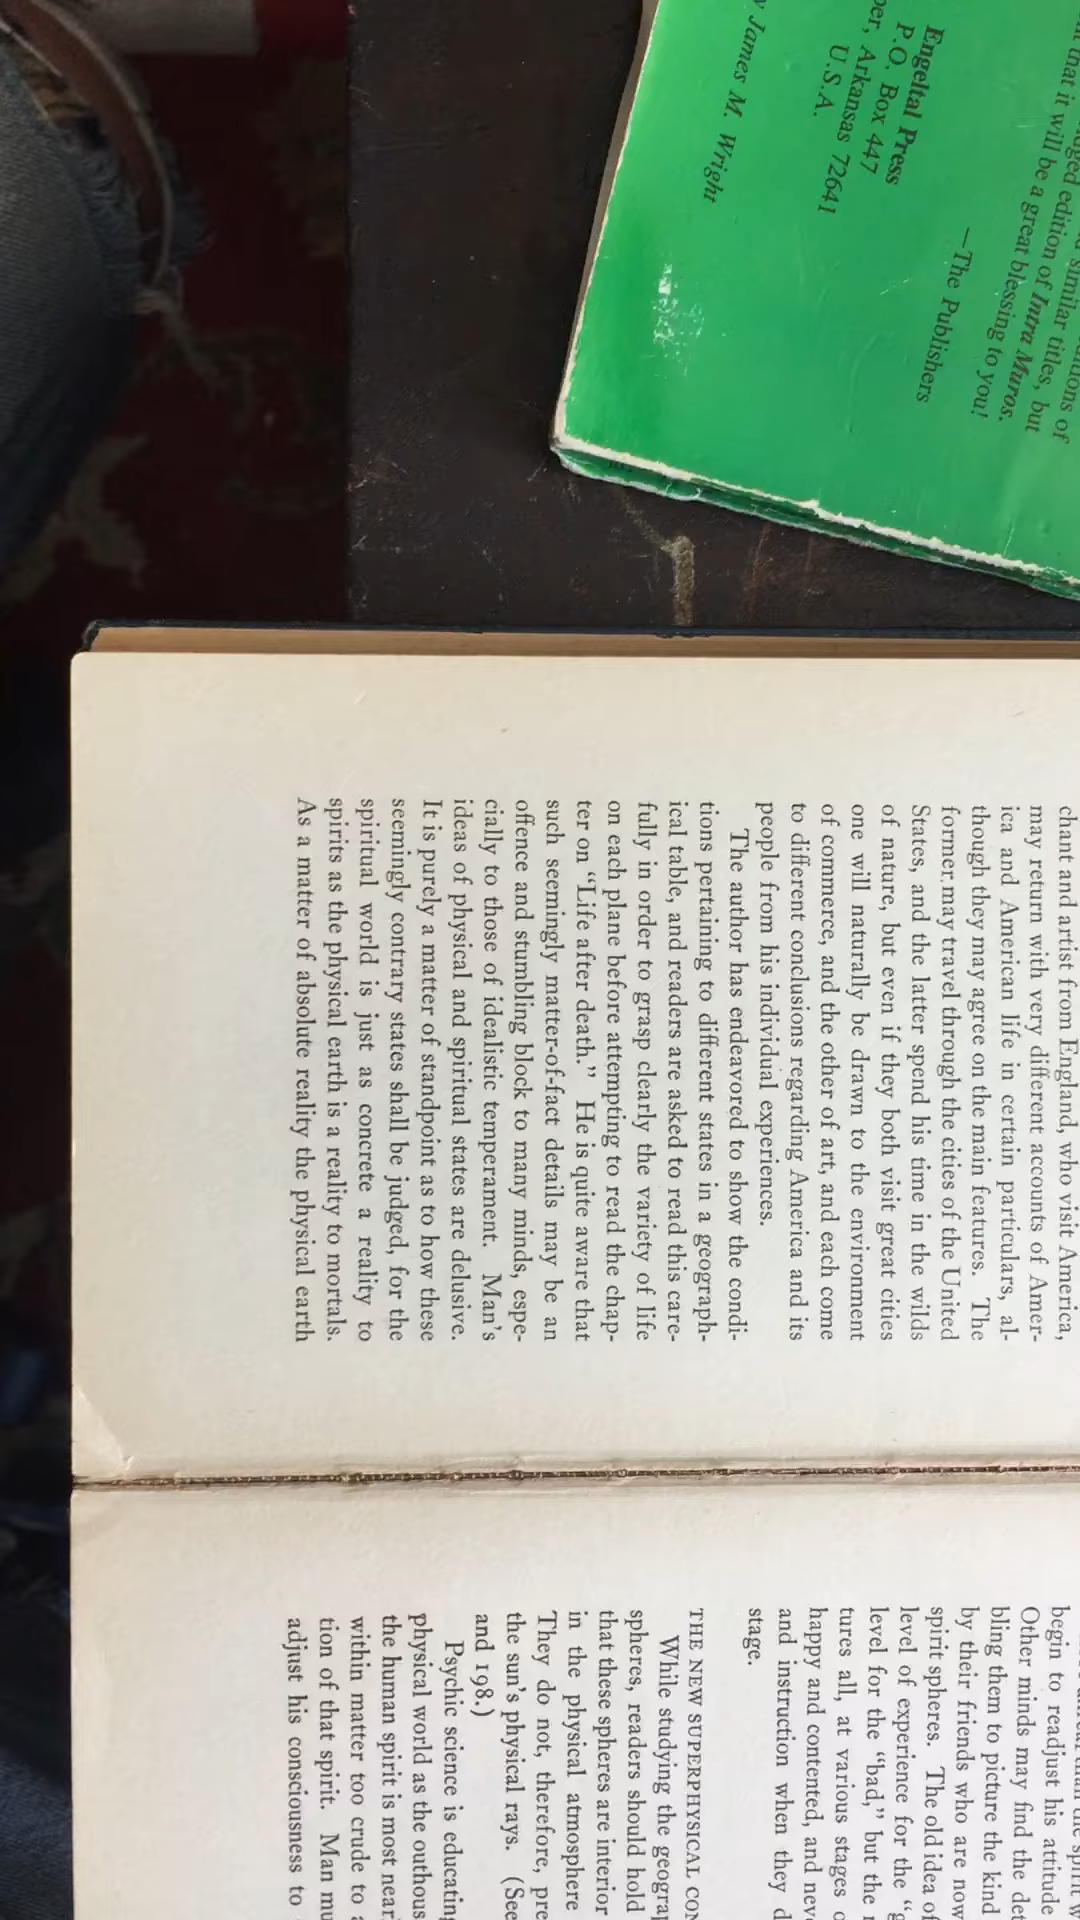 that it will be a great blessing to you!
edition of Intra Muros,
similar titles, but
of
—The Publishers
Engeltal Press
P.O. Box 447
Arkansas 72641
U.S.A.
James M. Wright
chant and artist from England, who visit America,
may return with very different accounts of Amer-
ica and American life in certain particulars, al-
though they may agree on the main features. The
former may travel through the cities of the United
States, and the latter spend his time in the wilds
of nature, but even if they both visit great cities
one will naturally be drawn to the environment
of commerce, and the other of art, and each come
to different conclusions regarding America and its
people from his individual experiences.
The author has endeavored to show the condi-
tions pertaining to different states in a geograph-
ical table, and readers are asked to read this care-
fully in order to grasp clearly the variety of life
on each plane before attempting to read the chap-
ter on "Life after death." He is quite aware that
such seemingly matter-of-fact details may be an
offence and stumbling block to many minds, espe-
cially to those of idealistic temperament. Man's
ideas of physical and spiritual states are delusive.
It is purely a matter of standpoint as to how these
seemingly contrary states shall be judged, for the
spiritual world is just as concrete a reality to
spirits as the physical earth is a reality to mortals.
As a matter of absolute reality the physical earth
begin to readjust his attitude
Other minds may find the
bling them to picture the kind
by their friends who are now
spirit spheres. The old idea of
level of experience for the
level for the "bad," but the
tures all, at various stages
happy and contented, and
and instruction when they
stage.
THE NEW SUPERPHYSICAL
While studying the
spheres, readers should hold
that these spheres are interior
in the physical atmosphere
They do not, therefore,
the sun's physical rays. (See
and 198.)
Psychic science is
physical world as the
the human spirit is most
within matter too crude to
tion of that spirit. Man
adjust his consciousness to